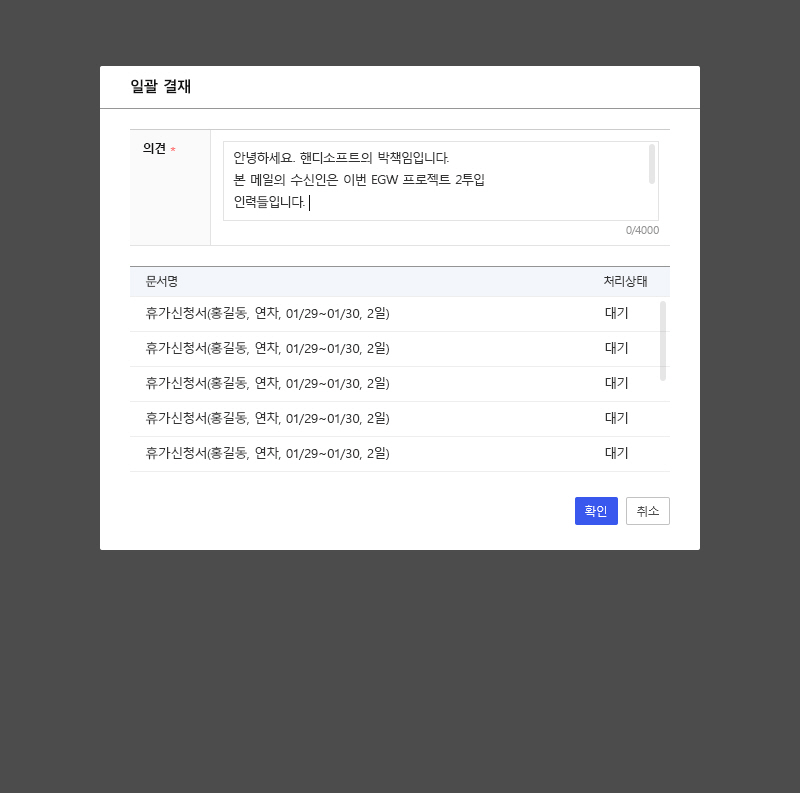 일괄 결재
의견 *
안녕하세요. 핸디소프트의 박책임입니다.
본 메일의 수신인은 이번 EGW 프로젝트 2투입
인력들입니다.
0/4000
문서명 처리상태
휴가신청서(홍길동, 연차, 01/29~01/30, 2일) 대기
휴가신청서(홍길동, 연차, 01/29~01/30, 2일) 대기
휴가신청서(홍길동, 연차, 01/29~01/30, 2일) 대기
휴가신청서(홍길동, 연차, 01/29~01/30, 2일) 대기
휴가신청서(홍길동, 연차, 01/29~01/30, 2일) 대기
확인 취소